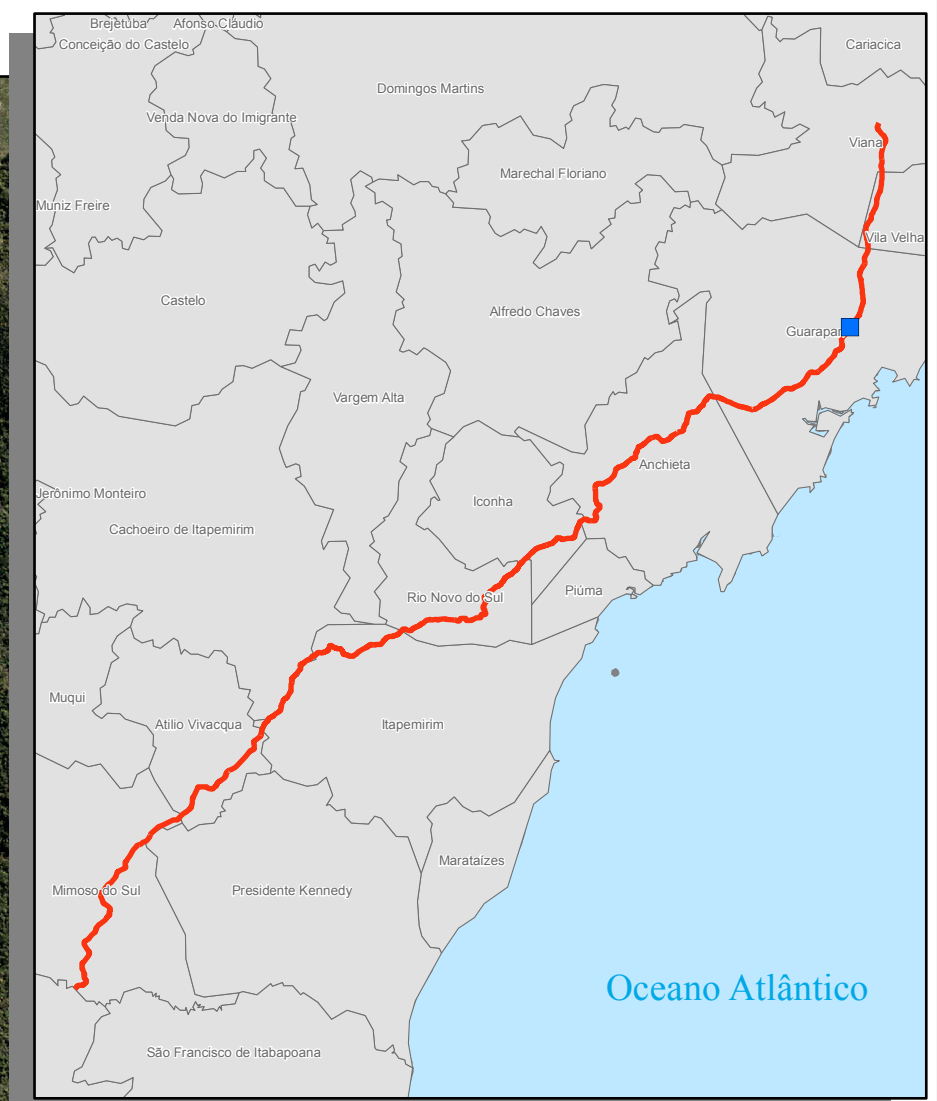 Brejetuba
Afonso Cláudio
Conceição do Castelo
Cariacica
Domingos Martins
Venda Nova do Imigrante
Viana
Marechal Floriano
Muniz Freire
Vila Velha
Castelo
Alfredo Chaves
Guarapari
Vargem Alta
Anchieta
Jerônimo Monteiro
Iconha
Cachoeiro de Itapemirim
Piúma
Rio Novo do Sul
Muqui
Atilio Vivacqua
Itapemirim
Marataízes
Mimoso do Sul
Presidente Kennedy
Oceano Atlântico
São Francisco de Itabapoana